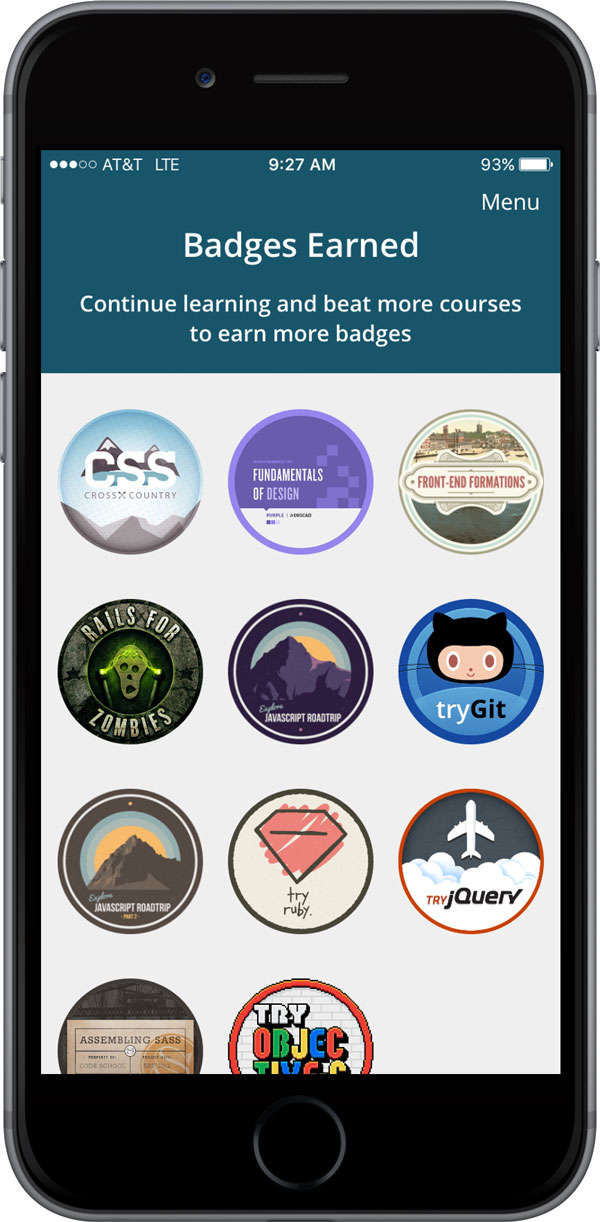 AT&T LTE 9:27 AM 93%
Menu
Badges Earned
Continue learning and beat more courses
to earn more badges
CSS
CROSS COUNTRY
FUNDAMENTALS
OF DESIGN
PURPLE
FRONT-END FORMATIONS
RAILS FOR
ZOMBIES
Explore
JAVASCRIPT ROADTRIP
tryGit
Explore
JAVASCRIPT ROADTRIP
PART 2
try
ruby.
TRY jQuery
ASSEMBLING SASS
CODE SCHOOL
TRY
OBJEC
TIVE-C